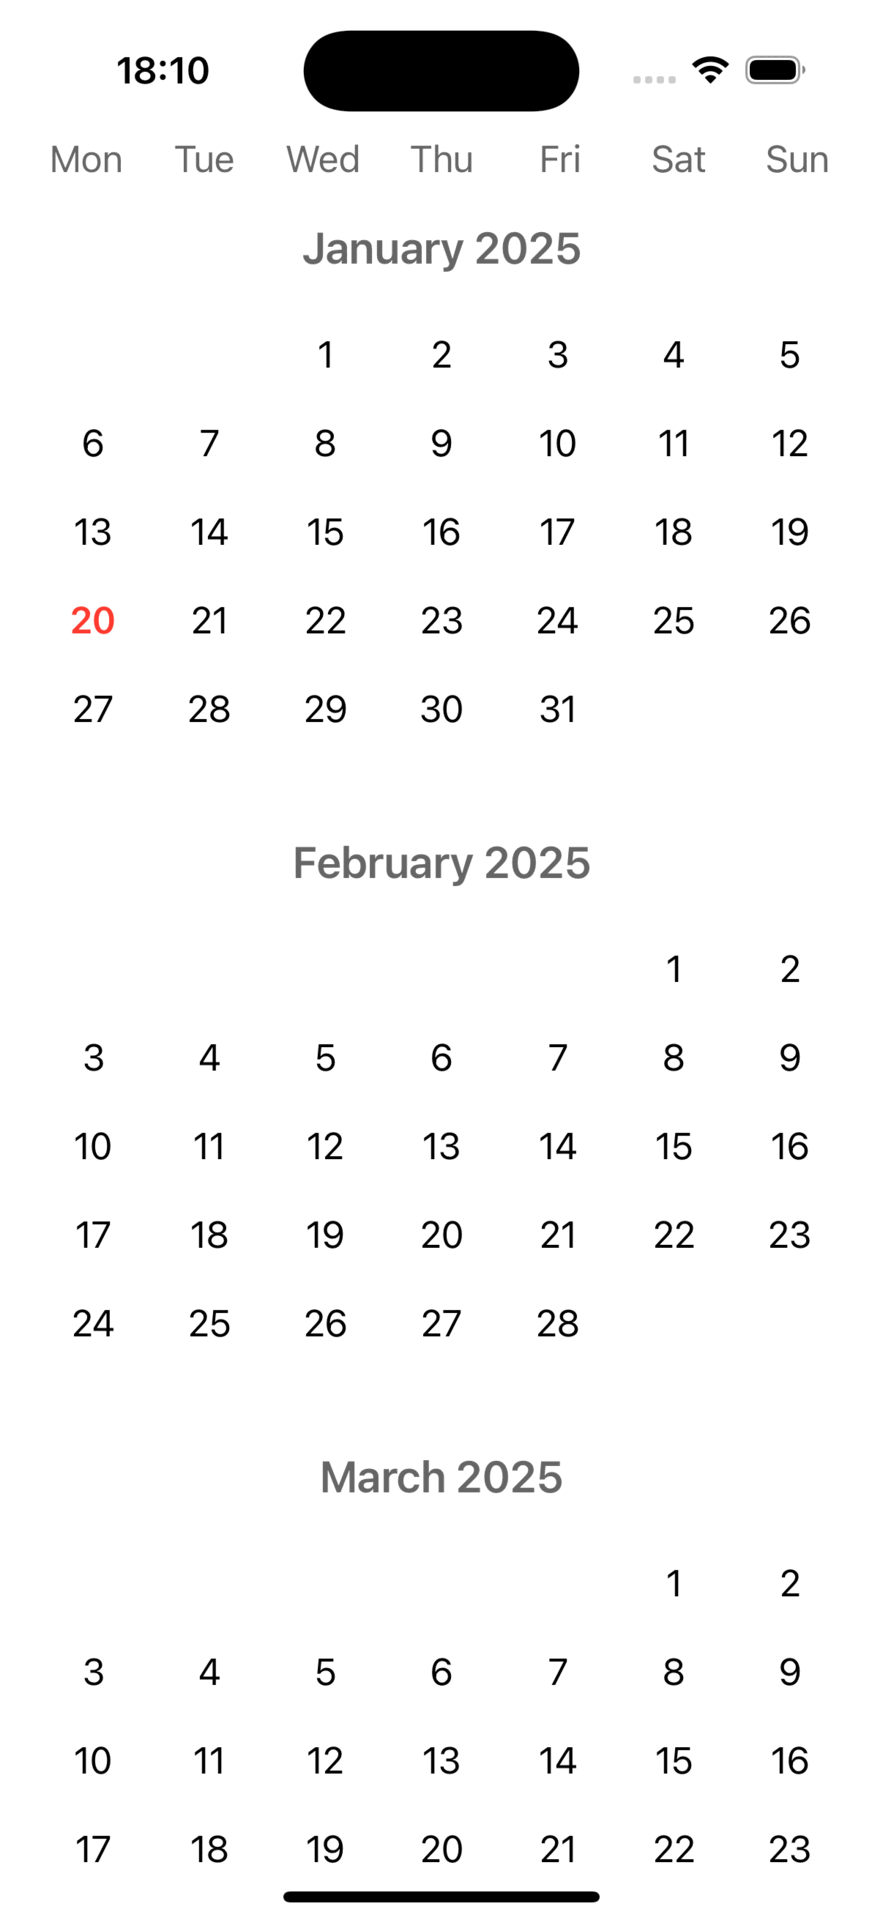 18:10
Mon Tue Wed Thu Fri Sat Sun
January 2025
1 2 3 4 5
6 7 8 9 10 11 12
13 14 15 16 17 18 19
20 21 22 23 24 25 26
27 28 29 30 31
February 2025
1 2
3 4 5 6 7 8 9
10 11 12 13 14 15 16
17 18 19 20 21 22 23
24 25 26 27 28
March 2025
1 2
3 4 5 6 7 8 9
10 11 12 13 14 15 16
17 18 19 20 21 22 23